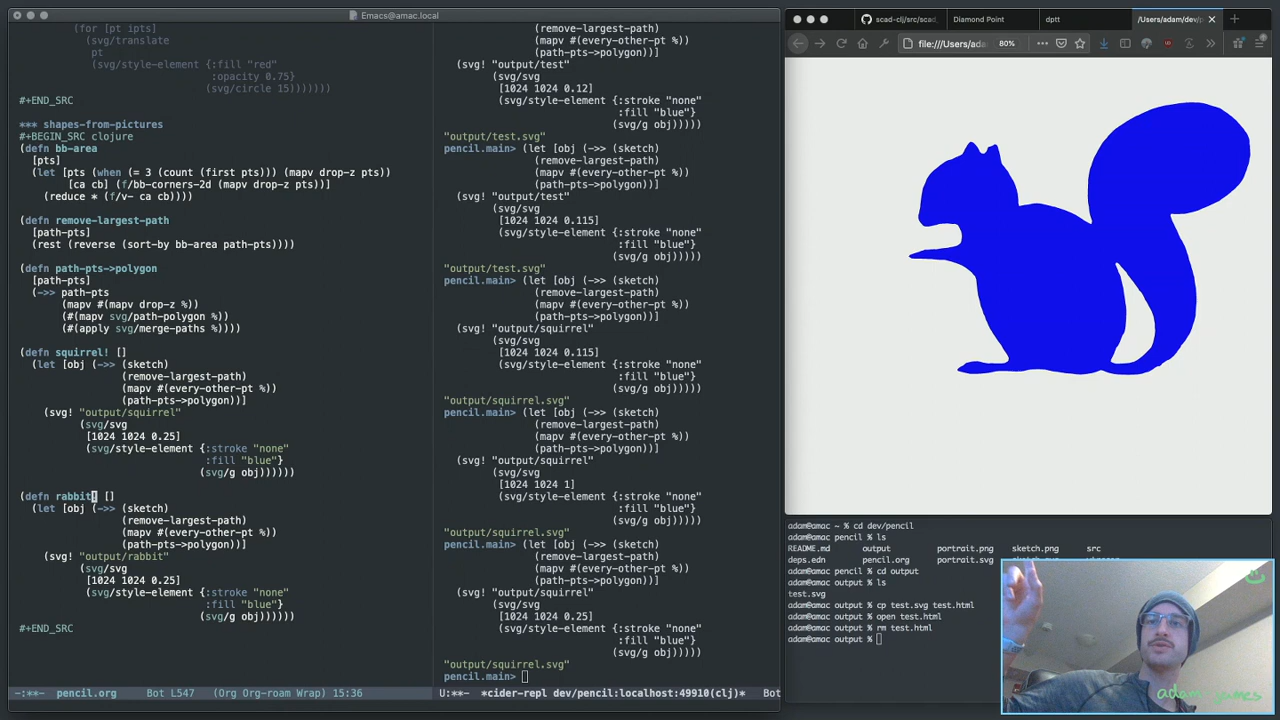 Emacs@amac.local
(for [pt ipts]
(svg/translate
pt
(svg/style-element {:fill "red"
:opacity 0.75}
(svg/circle 15)))))))
#+END_SRC
*** shapes-from-pictures
#+BEGIN_SRC clojure
(defn bb-area
[pts]
(let [pts (when (= 3 (count (first pts))) (mapv drop-z pts))
[ca cb] (f/bb-corners-2d (mapv drop-z pts))]
(reduce * (f/v- ca cb))))
(defn remove-largest-path
[path-pts]
(rest (reverse (sort-by bb-area path-pts))))
(defn path-pts->polygon
[path-pts]
(->> path-pts
(mapv #(mapv drop-z %))
(#(mapv svg/path-polygon %))
(#(apply svg/merge-paths %))))
(defn squirrel! []
(let [obj (->> (sketch)
(remove-largest-path)
(mapv #(every-other-pt %))
(path-pts->polygon))]
(svg! "output/squirrel"
(svg/svg
[1024 1024 0.25]
(svg/style-element {:stroke "none"
:fill "blue"}
(svg/g obj))))))
(defn rabbit! []
(let [obj (->> (sketch)
(remove-largest-path)
(mapv #(every-other-pt %))
(path-pts->polygon))]
(svg! "output/rabbit"
(svg/svg
[1024 1024 0.25]
(svg/style-element {:stroke "none"
:fill "blue"}
(svg/g obj))))))
#+END_SRC
-:**- pencil.org Bot L547 (Org Org-roam Wrap) 15:36
(remove-largest-path)
(mapv #(every-other-pt %))
(path-pts->polygon))]
(svg! "output/test"
(svg/svg
[1024 1024 0.12]
(svg/style-element {:stroke "none"
:fill "blue"}
(svg/g obj)))))
"output/test.svg"
pencil.main> (let [obj (->> (sketch)
(remove-largest-path)
(mapv #(every-other-pt %))
(path-pts->polygon))]
(svg! "output/test"
(svg/svg
[1024 1024 0.115]
(svg/style-element {:stroke "none"
:fill "blue"}
(svg/g obj)))))
"output/test.svg"
pencil.main> (let [obj (->> (sketch)
(remove-largest-path)
(mapv #(every-other-pt %))
(path-pts->polygon))]
(svg! "output/squirrel"
(svg/svg
[1024 1024 0.115]
(svg/style-element {:stroke "none"
:fill "blue"}
(svg/g obj)))))
"output/squirrel.svg"
pencil.main> (let [obj (->> (sketch)
(remove-largest-path)
(mapv #(every-other-pt %))
(path-pts->polygon))]
(svg! "output/squirrel"
(svg/svg
[1024 1024 1]
(svg/style-element {:stroke "none"
:fill "blue"}
(svg/g obj)))))
"output/squirrel.svg"
pencil.main> (let [obj (->> (sketch)
(remove-largest-path)
(mapv #(every-other-pt %))
(path-pts->polygon))]
(svg! "output/squirrel"
(svg/svg
[1024 1024 0.25]
(svg/style-element {:stroke "none"
:fill "blue"}
(svg/g obj)))))
"output/squirrel.svg"
pencil.main>
U:**- *cider-repl dev/pencil:localhost:49910(clj)* Bot
scad-clj/src/scad_ Diamond Point dptt /Users/adam/dev/p
file:///Users/ad 80%
adam@amac ~ % cd dev/pencil
adam@amac pencil % ls
README.md output portrait.png sketch.png src
deps.edn pencil.org portrait.svg
adam@amac pencil % cd output
adam@amac output % ls
test.svg
adam@amac output % cp test.svg test.html
adam@amac output % open test.html
adam@amac output % rm test.html
adam@amac output %
adam james